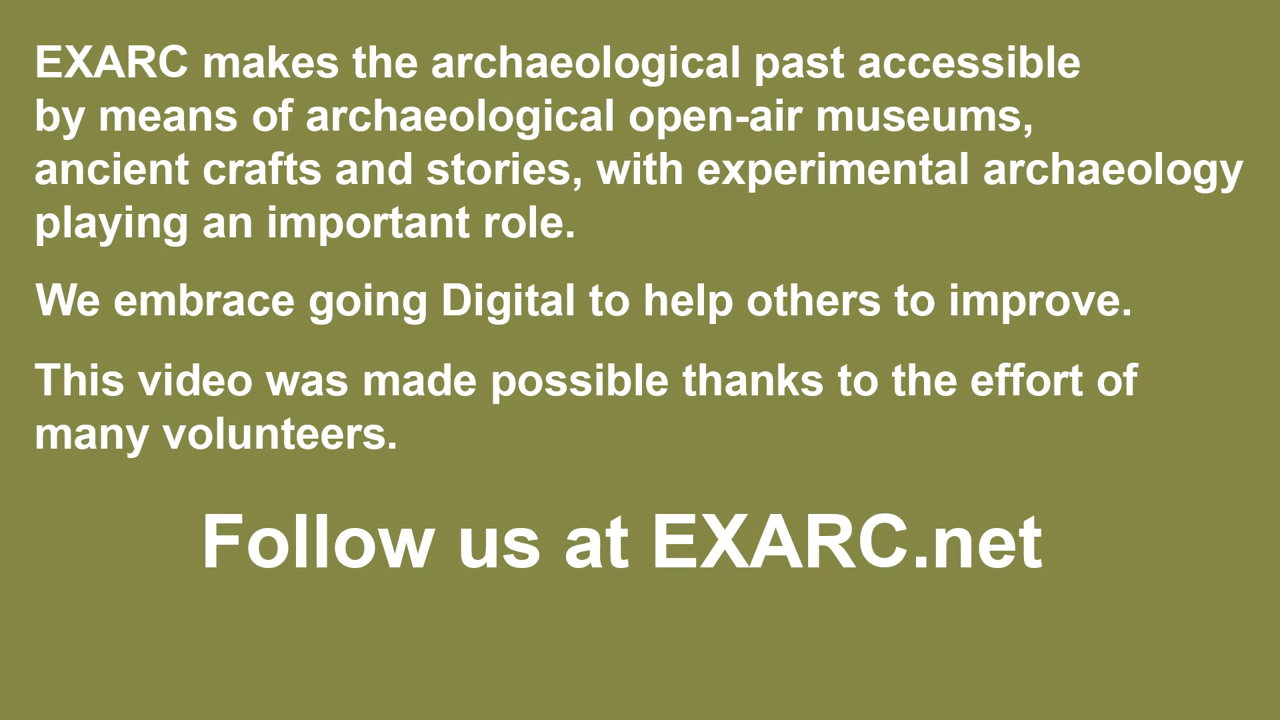 EXARC makes the archaeological past accessible
by means of archaeological open-air museums,
ancient crafts and stories, with experimental archaeology
playing an important role.
We embrace going Digital to help others to improve.
This video was made possible thanks to the effort of
many volunteers.
Follow us at EXARC.net